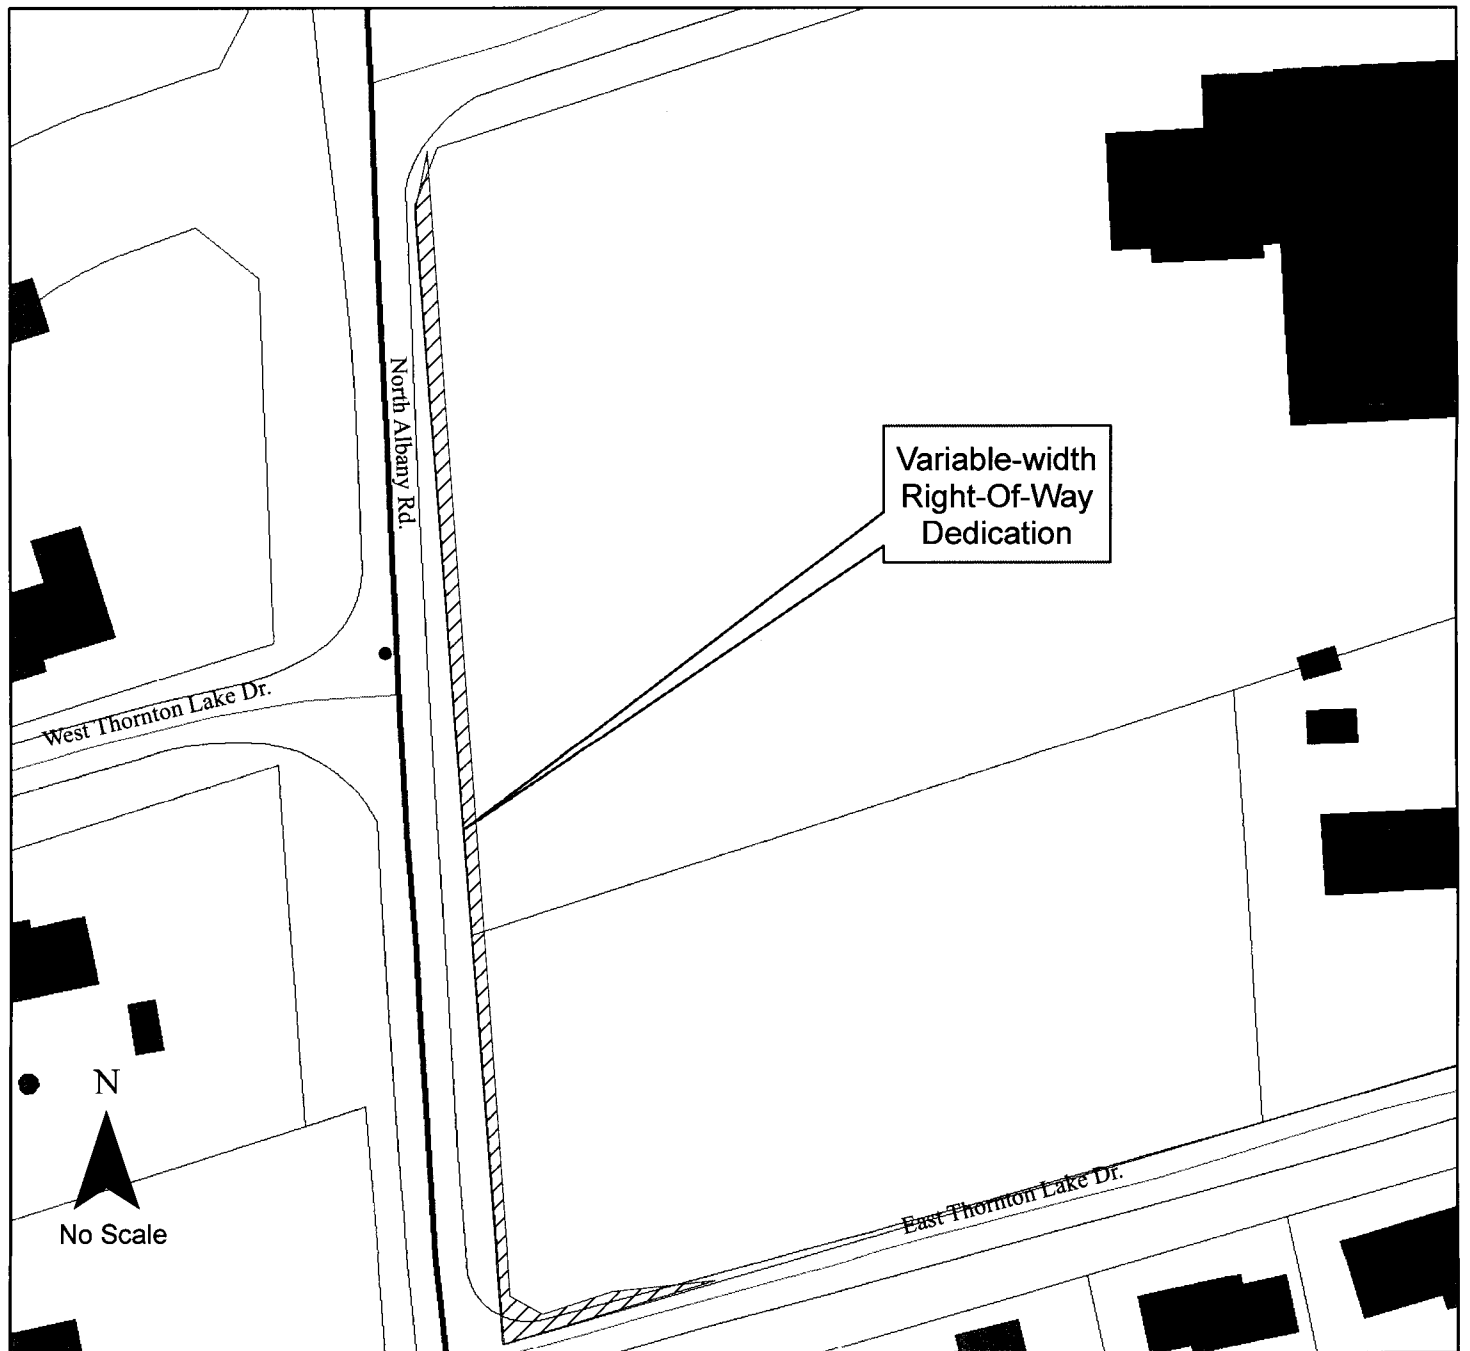 North Albany Rd.
Variable-width
Right-Of-Way
Dedication
West Thornton Lake Dr.
N
No Scale
East Thornton Lake Dr.